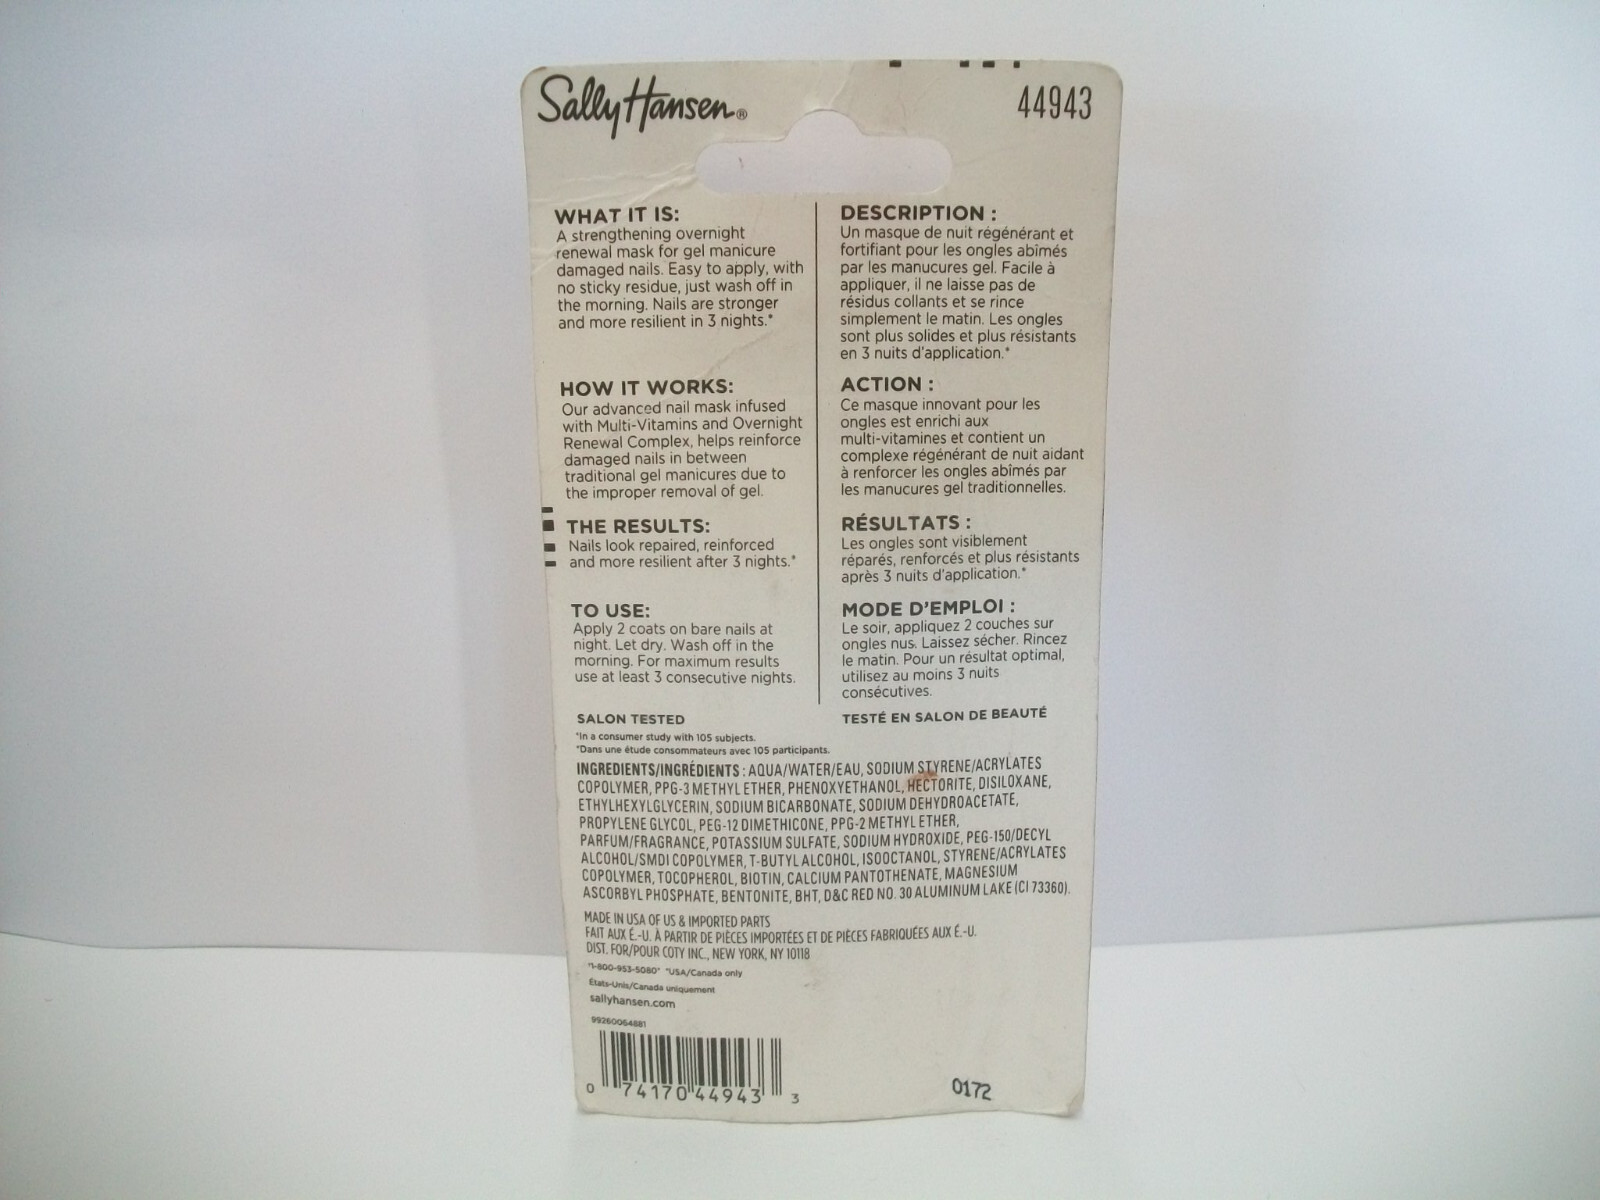 Sally Hansen®
44943
WHAT IT IS:
A strengthening overnight
renewal mask for gel manicure
damaged nails. Easy to apply, with
no sticky residue, just wash off in
the morning. Nails are stronger
and more resilient in 3 nights.*
HOW IT WORKS:
Our advanced nail mask infused
with Multi-Vitamins and Overnight
Renewal Complex, helps reinforce
damaged nails in between
traditional gel manicures due to
the improper removal of gel.
THE RESULTS:
Nails look repaired, reinforced
and more resilient after 3 nights.*
TO USE:
Apply 2 coats on bare nails at
night. Let dry. Wash off in the
morning. For maximum results
use at least 3 consecutive nights.
DESCRIPTION :
Un masque de nuit régénérant et
fortifiant pour les ongles abîmés
par les manucures gel. Facile à
appliquer, il ne laisse pas de
résidus collants et se rince
simplement le matin. Les ongles
sont plus solides et plus résistants
en 3 nuits d'application.*
ACTION :
Ce masque innovant pour les
ongles est enrichi aux
multi-vitamines et contient un
complexe régénérant de nuit aidant
à renforcer les ongles abîmés par
les manucures gel traditionnelles.
RÉSULTATS :
Les ongles sont visiblement
réparés, renforcés et plus résistants
après 3 nuits d'application.*
MODE D'EMPLOI :
Le soir, appliquez 2 couches sur
ongles nus. Laissez sécher. Rincez
le matin. Pour un résultat optimal,
utilisez au moins 3 nuits
consécutives.
SALON TESTED
TESTÉ EN SALON DE BEAUTÉ
*In a consumer study with 105 subjects.
*Dans une étude consommateurs avec 105 participants.
INGREDIENTS/INGRÉDIENTS : AQUA/WATER/EAU, SODIUM STYRENE/ACRYLATES
COPOLYMER, PPG-3 METHYL ETHER, PHENOXYETHANOL, HECTORITE, DISILOXANE,
ETHYLHEXYLGLYCERIN, SODIUM BICARBONATE, SODIUM DEHYDROACETATE,
PROPYLENE GLYCOL, PEG-12 DIMETHICONE, PPG-2 METHYL ETHER,
PARFUM/FRAGRANCE, POTASSIUM SULFATE, SODIUM HYDROXIDE, PEG-150/DECYL
ALCOHOL/SMDI COPOLYMER, T-BUTYL ALCOHOL, ISOOCTANOL, STYRENE/ACRYLATES
COPOLYMER, TOCOPHEROL, BIOTIN, CALCIUM PANTOTHENATE, MAGNESIUM
ASCORBYL PHOSPHATE, BENTONITE, BHT, D&C RED NO. 30 ALUMINUM LAKE (CI 73360).
MADE IN USA OF US & IMPORTED PARTS
FAIT AUX É.-U. À PARTIR DE PIÈCES IMPORTÉES ET DE PIÈCES FABRIQUÉES AUX É.-U.
DIST. FOR/POUR COTY INC., NEW YORK, NY 10118
"1-800-953-5080" "USA/Canada only
États-Unis/Canada uniquement
sallyhansen.com
99260064881
0 74170 44943 3
0172